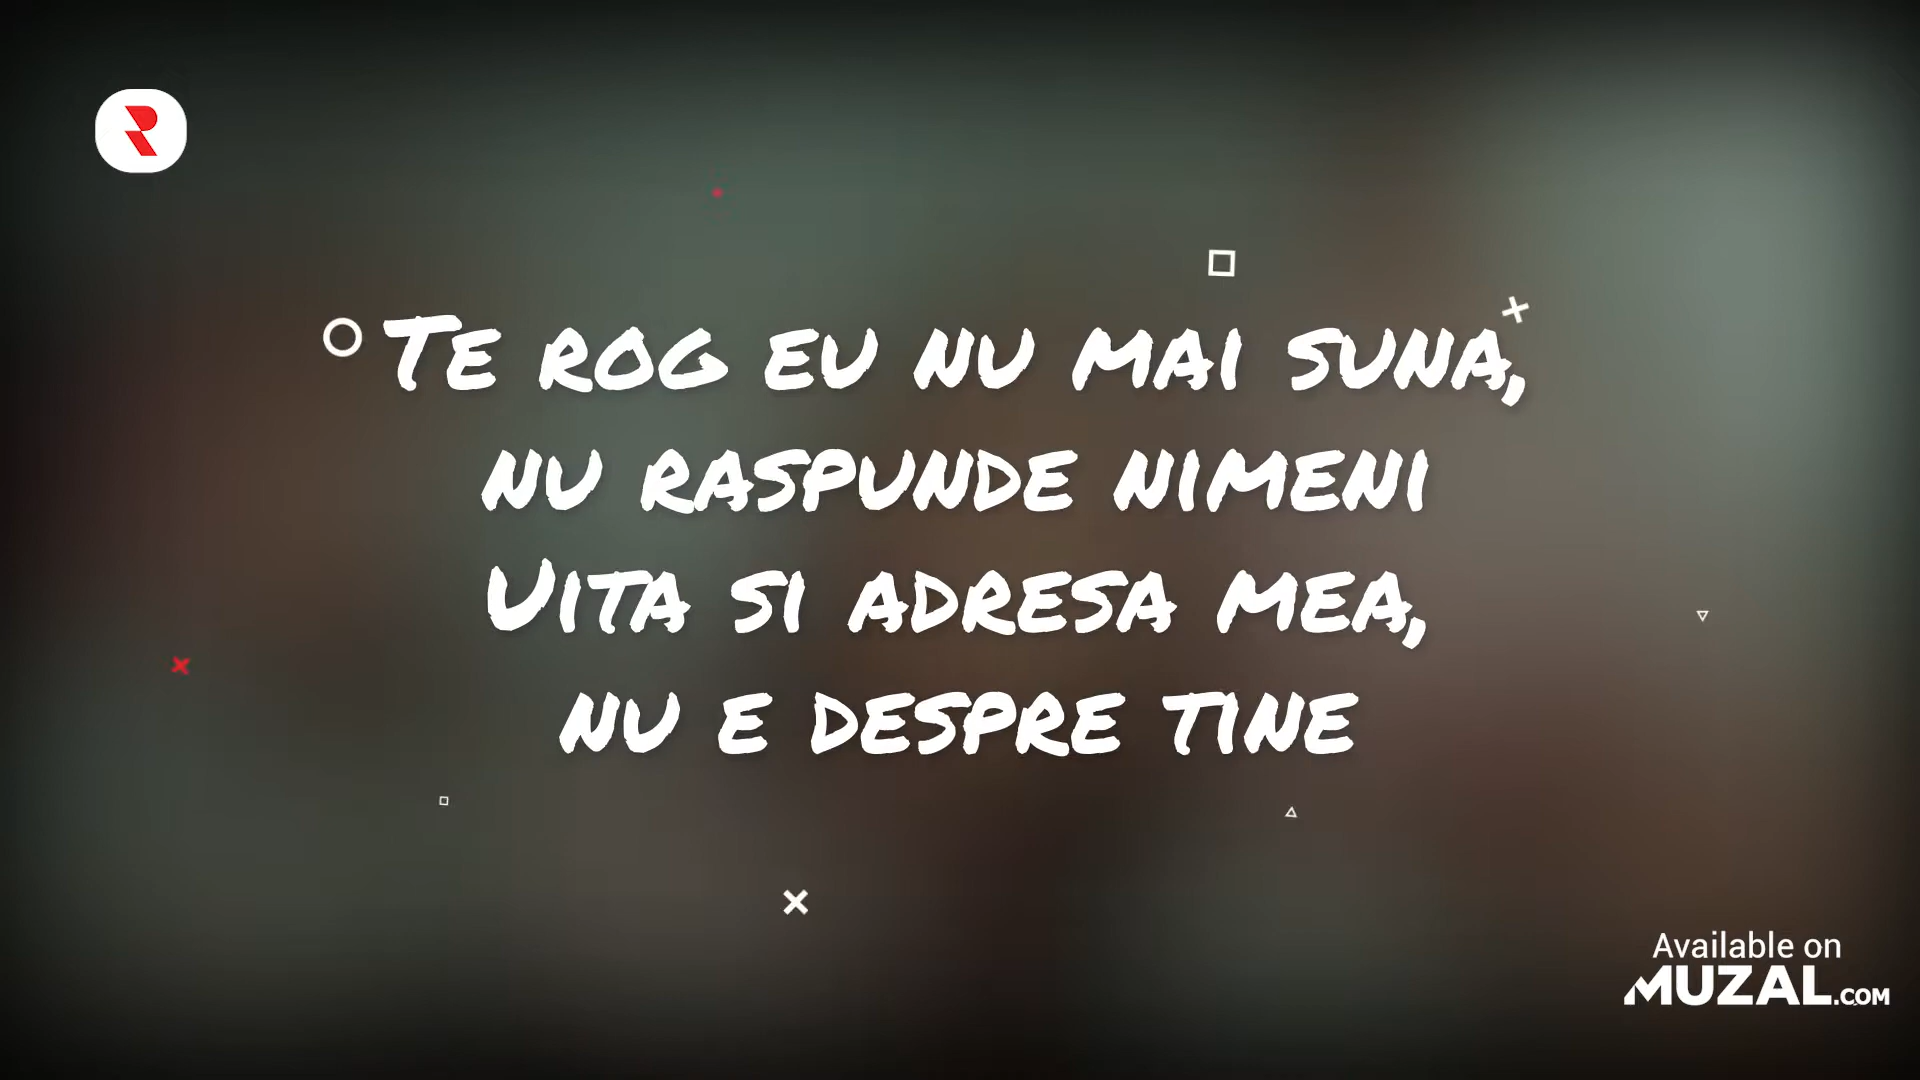 Te rog eu nu mai suna,
nu raspunde nimeni
Uita si adresa mea,
nu e despre tine
Available on
MUZAL.COM